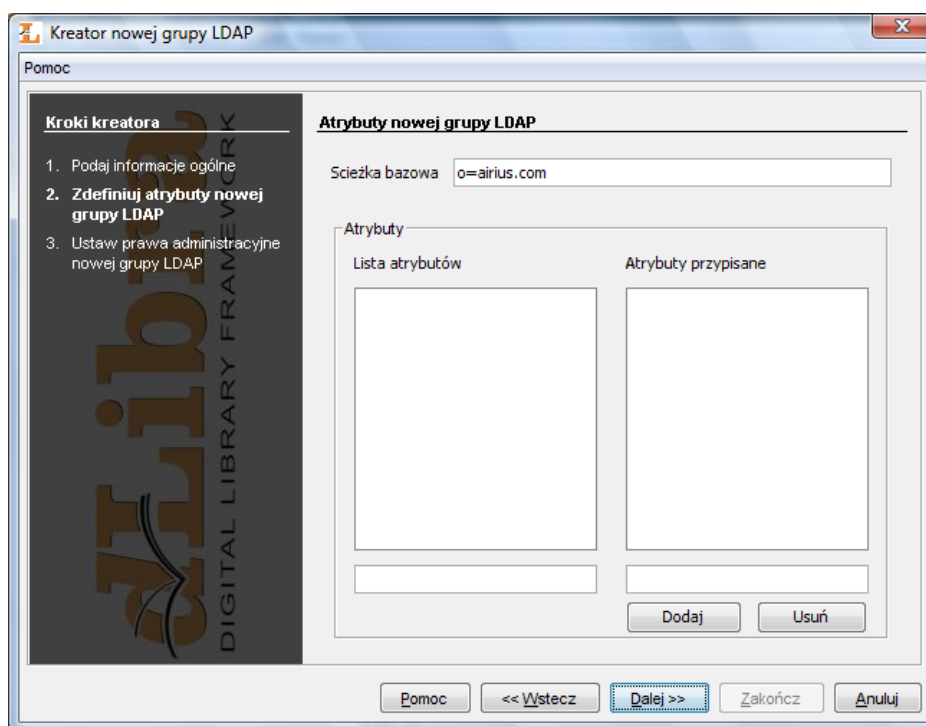 Kreator nowej grupy LDAP
Pomoc
Kroki kreatora
1. Podaj informacje ogólne
2. Zdefiniuj atrybuty nowej
grupy LDAP
3. Ustaw prawa administracyjne
nowej grupy LDAP
dLibra
DIGITAL LIBRARY FRAMEWORK
Atrybuty nowej grupy LDAP
Scieżka bazowa o=airius.com
Atrybuty
Lista atrybutów Atrybuty przypisane
Dodaj Usuń
Pomoc << Wstecz Dalej >> Zakończ Anuluj